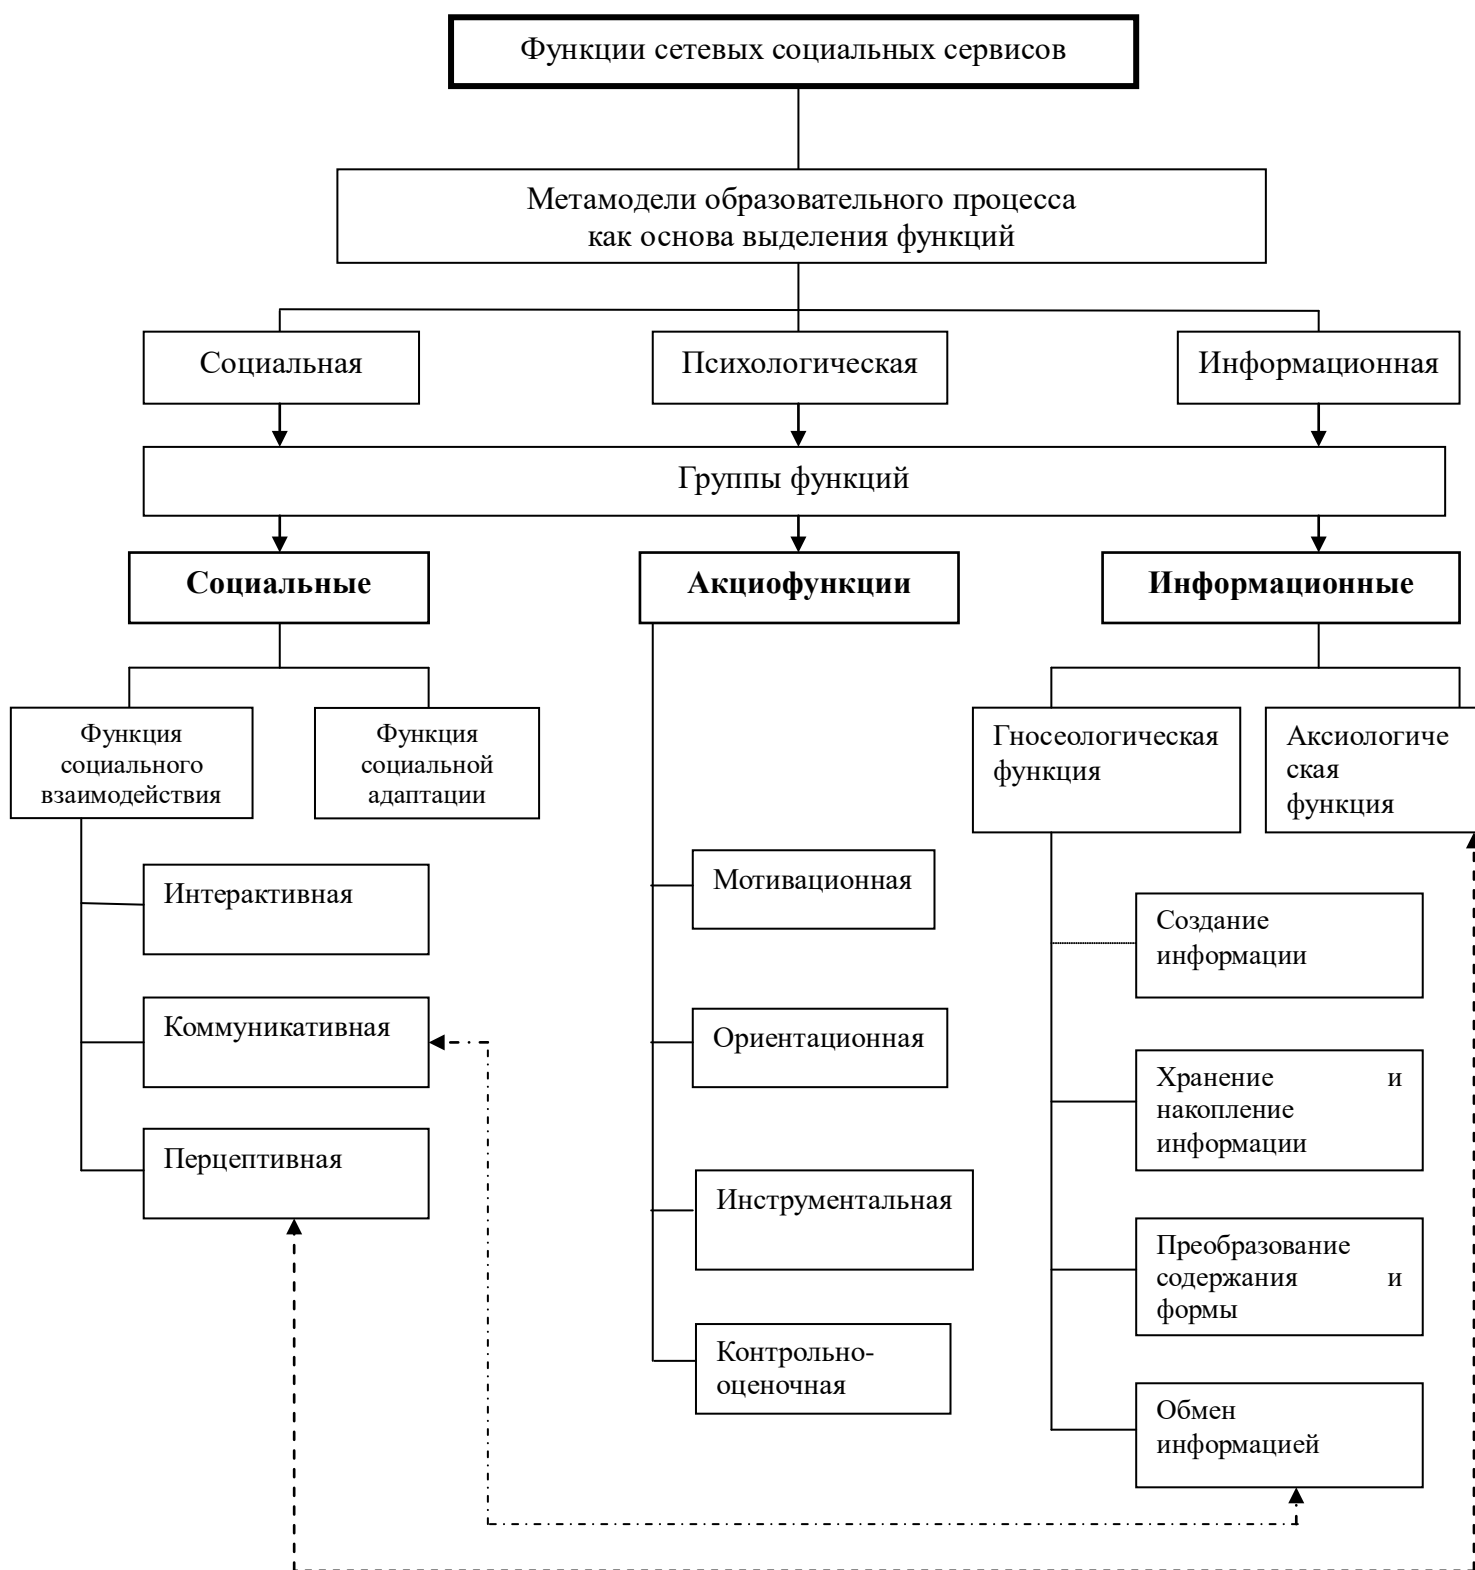 Функции сетевых социальных сервисов
Метамодели образовательного процесса
как основа выделения функций
Социальная
Психологическая
Информационная
Группы функций
Социальные
Акциофункции
Информационные
Функция
социального
взаимодействия
Функция
социальной
адаптации
Гносеологическая
функция
Аксиологиче
ская
функция
Интерактивная
Коммуникативная
Перцептивная
Мотивационная
Ориентационная
Инструментальная
Контрольно-
оценочная
Создание
информации
Хранение и
накопление
информации
Преобразование
содержания и
формы
Обмен
информацией